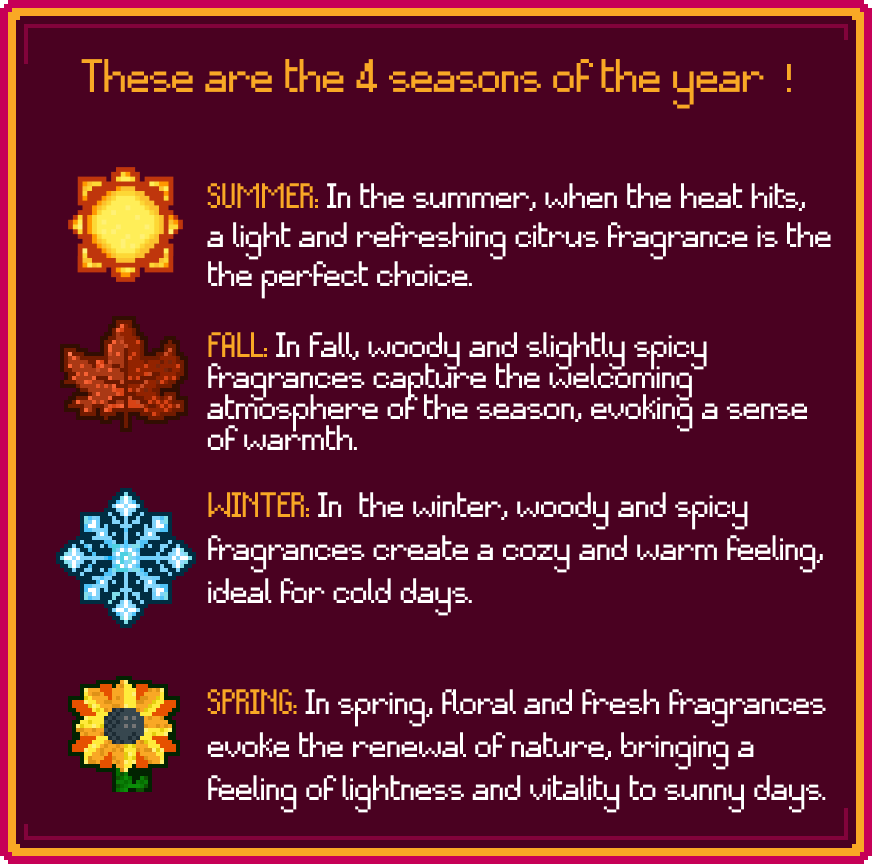 These are the 4 seasons of the year !
SUMMER: In the summer, when the heat hits,
a light and refreshing citrus fragrance is the
the perfect choice.
FALL: In fall, woody and slightly spicy
fragrances capture the welcoming
atmosphere of the season, evoking a sense
of warmth.
WINTER: In the winter, woody and spicy
fragrances create a cozy and warm feeling,
ideal for cold days.
SPRING: In spring, floral and fresh fragrances
evoke the renewal of nature, bringing a
feeling of lightness and vitality to sunny days.